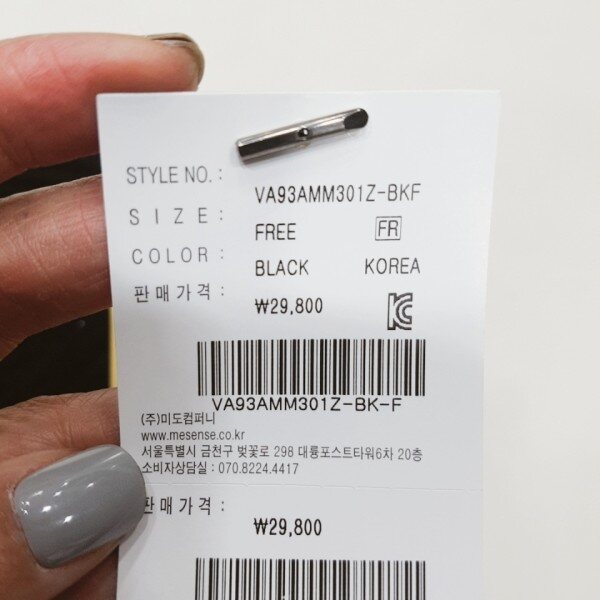 STYLE NO. : VA93AMM301Z-BKF
SIZE : FREE FR
COLOR : BLACK KOREA
판매가격 : ₩29,800
KC
VA93AMM301Z-BK-F
(주)미도컴퍼니
www.mesense.co.kr
서울특별시 금천구 벚꽃로 298 대륭포스트타워6차 20층
소비자상담실 : 070.8224.4417
판매가격 : ₩29,800